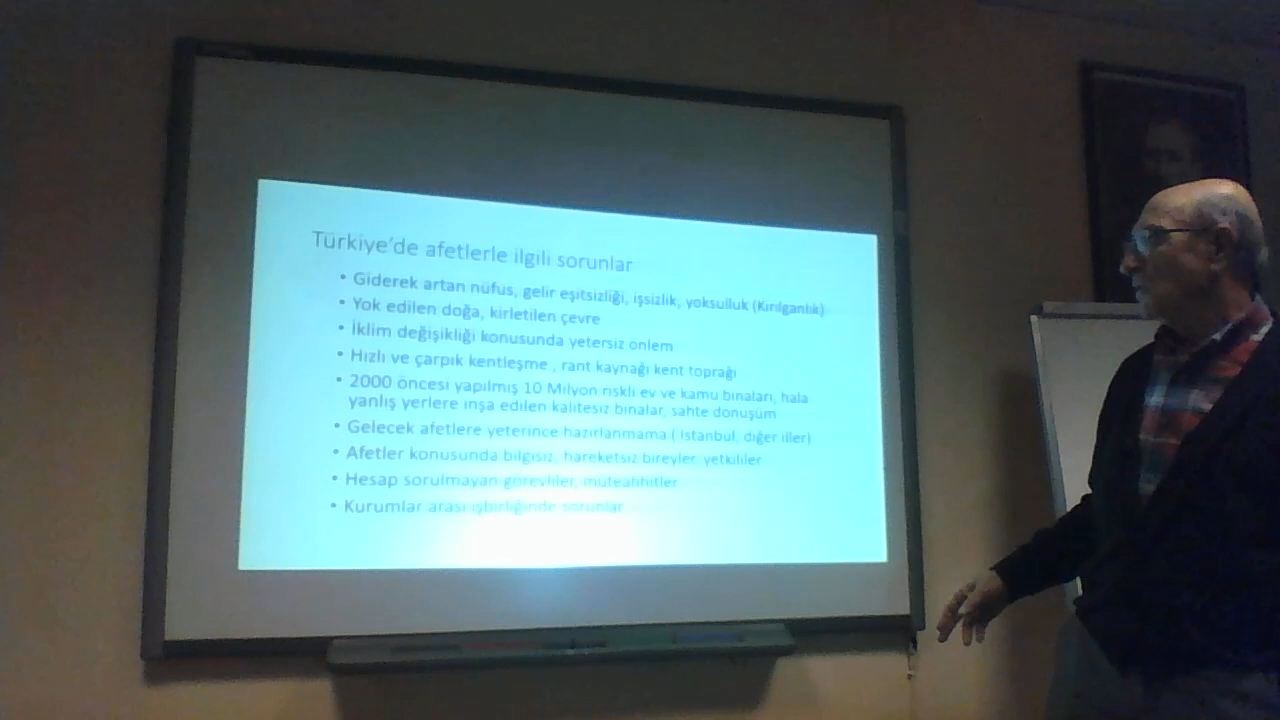 Türkiye'de afetlerle ilgili sorunlar
• Giderek artan nüfus, gelir eşitsizliği, işsizlik, yoksulluk (Kırılganlık)
• Yok edilen doğa, kirletilen çevre
• İklim değişikliği konusunda yetersiz önlem
• Hızlı ve çarpık kentleşme , rant kaynağı kent toprağı
• 2000 öncesi yapılmış 10 Milyon riskli ev ve kamu binaları, hala
yanlış yerlere inşa edilen kalitesiz binalar, sahte dönüşüm
• Gelecek afetlere yeterince hazırlanmama ( İstanbul, diğer iller)
• Afetler konusunda bilgisiz, hareketsiz bireyler, yetkililer
• Hesap sorulmayan görevliler, müteahhitler
• Kurumlar arası işbirliğinde sorunlar